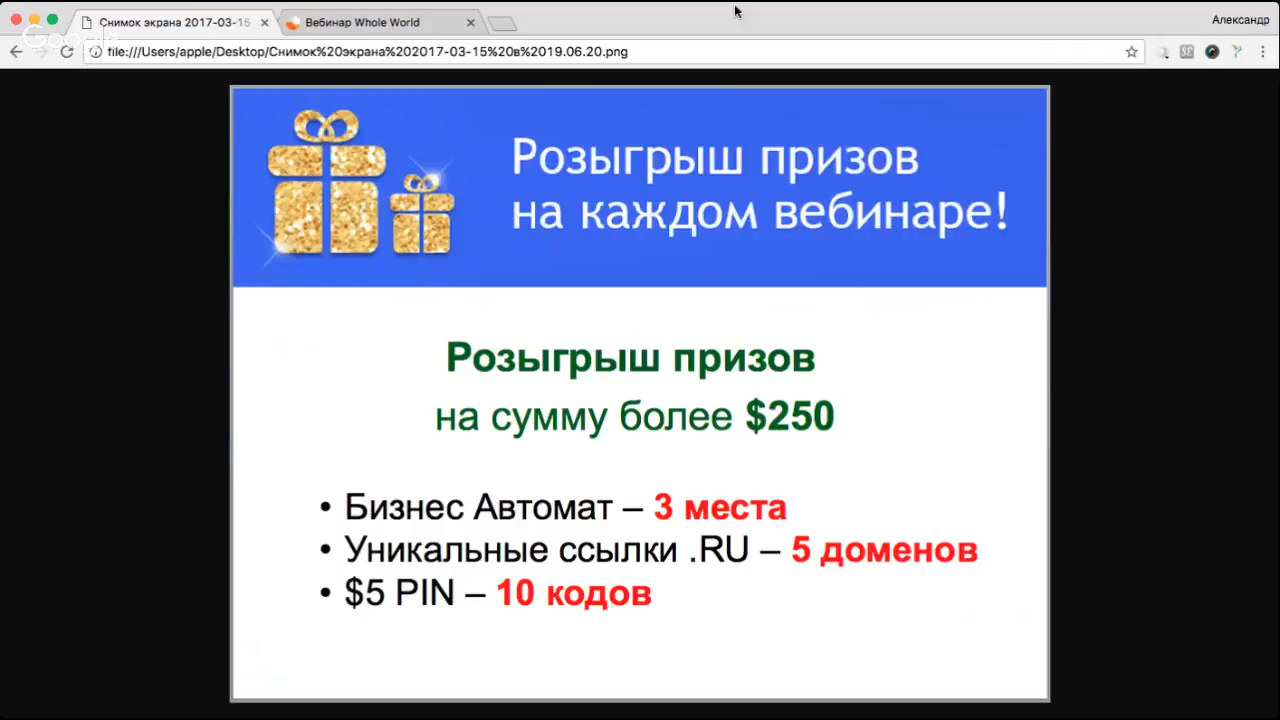 Снимок экрана 2017-03-15
Вебинар Whole World
Александр
Google
file:///Users/apple/Desktop/Снимок%20экрана%202017-03-15%20в%2019.06.20.png
Розыгрыш призов
на каждом вебинаре!
Розыгрыш призов
на сумму более $250
• Бизнес Автомат – 3 места
• Уникальные ссылки .RU – 5 доменов
• $5 PIN – 10 кодов